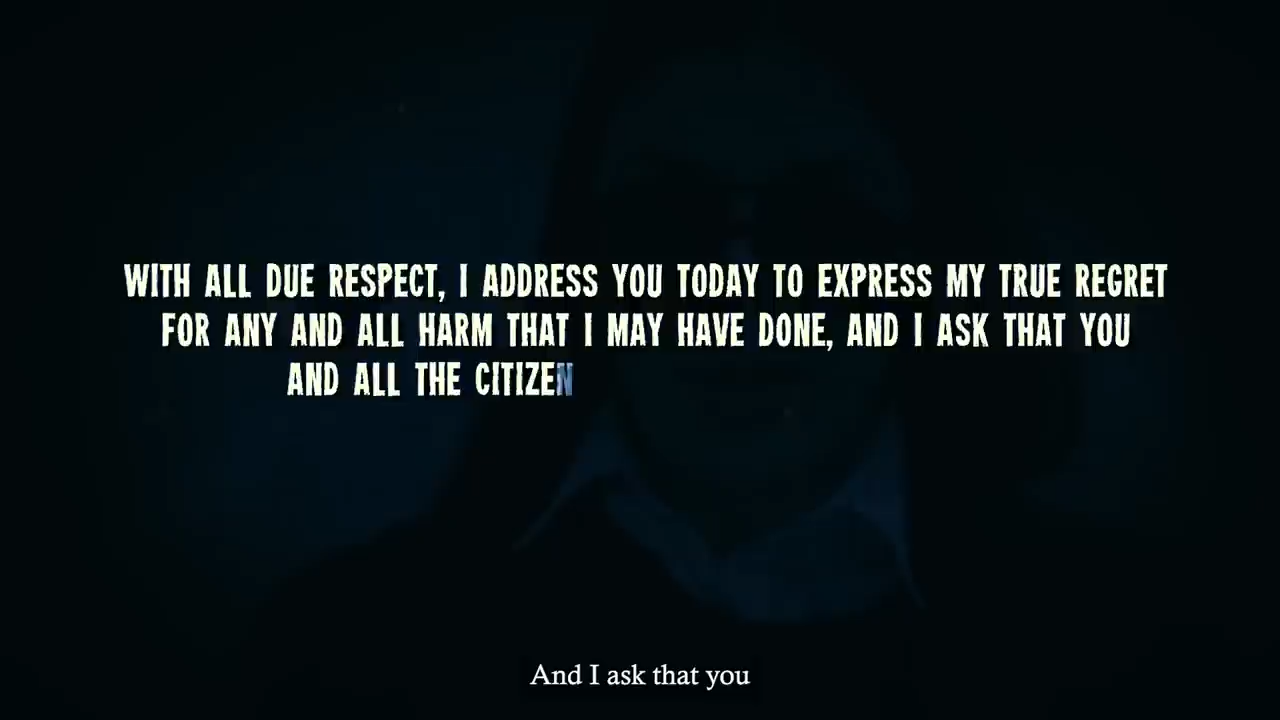 WITH ALL DUE RESPECT, I ADDRESS YOU TODAY TO EXPRESS MY TRUE REGRET
FOR ANY AND ALL HARM THAT I MAY HAVE DONE, AND I ASK THAT YOU
AND ALL THE CITIZEN
And I ask that you